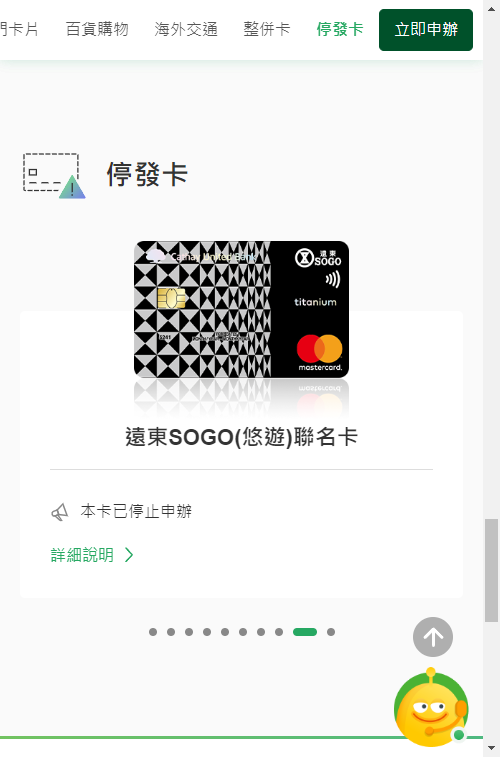 門卡片 百貨購物 海外交通 整併卡 停發卡 立即申辦
停發卡
Cathay United Bank
遠東
SOGO
titanium
5241
mastercard.
遠東SOGO(悠遊)聯名卡
本卡已停止申辦
詳細說明